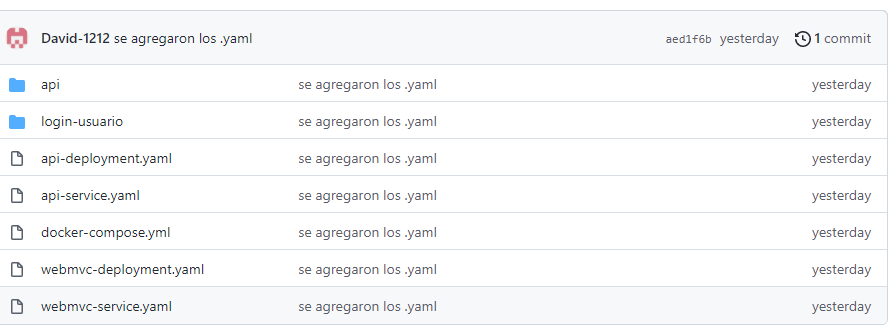 David-1212 se agregaron los .yaml aed1f6b yesterday 1 commit
api se agregaron los .yaml yesterday
login-usuario se agregaron los .yaml yesterday
api-deployment.yaml se agregaron los .yaml yesterday
api-service.yaml se agregaron los .yaml yesterday
docker-compose.yml se agregaron los .yaml yesterday
webmvc-deployment.yaml se agregaron los .yaml yesterday
webmvc-service.yaml se agregaron los .yaml yesterday